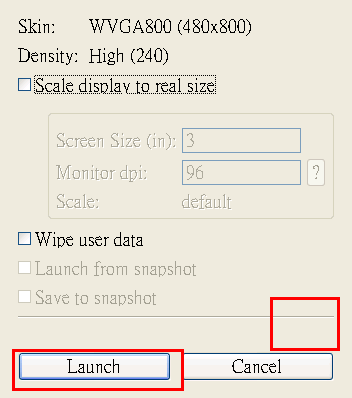 Skin: WVGA800 (480x800)
Density: High (240)
Scale display to real size
Screen Size (in): 3
Monitor dpi: 96 ?
Scale: default
Wipe user data
Launch from snapshot
Save to snapshot
Launch Cancel